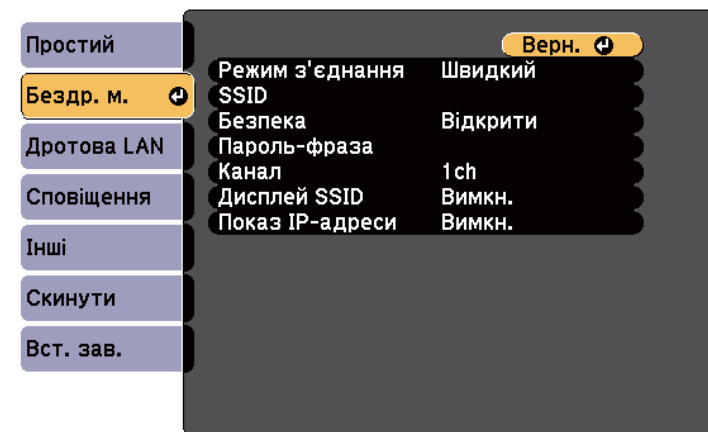 Простий
Бездр. м.
Дротова LAN
Сповіщення
Інші
Скинути
Вст. зав.
Верн.
Режим з'єднання Швидкий
SSID
Безпека Відкрити
Пароль-фраза
Канал 1ch
Дисплей SSID Вимкн.
Показ IP-адреси Вимкн.